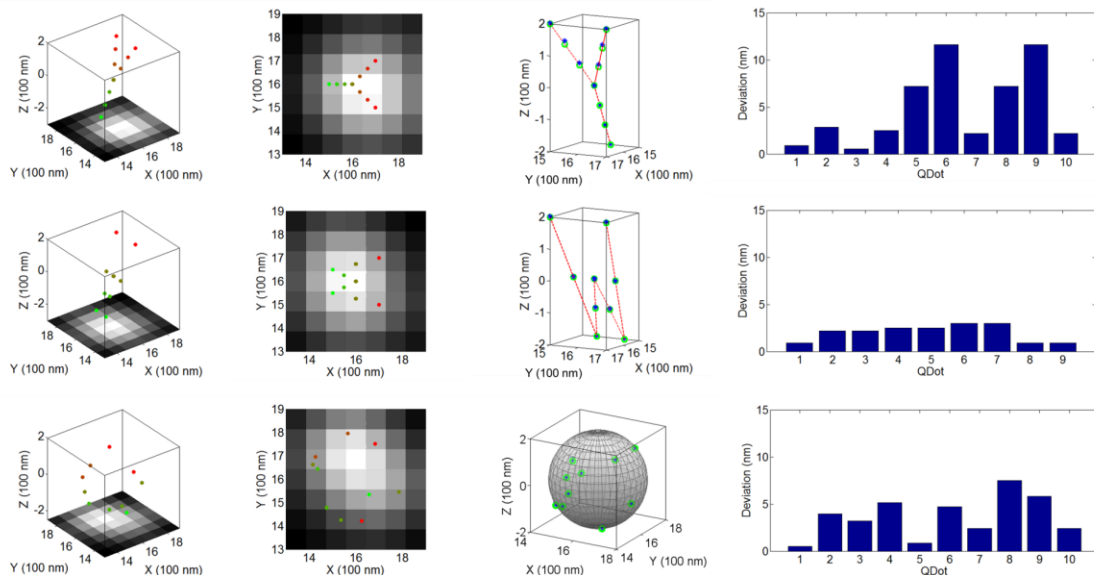 2
0
-2
Z (100 nm)
18 16 14 14 16 18
Y (100 nm) X (100 nm)
19
18
17
16
15
14
13
Y (100 nm)
14 16 18
X (100 nm)
2
1
0
-1
-2
Z (100 nm)
15 16 17 17 16 15
Y (100 nm) X (100 nm)
15
10
5
0
Deviation (nm)
1 2 3 4 5 6 7 8 9 10
QDot
2
0
-2
Z (100 nm)
18 16 14 14 16 18
Y (100 nm) X (100 nm)
19
18
17
16
15
14
13
Y (100 nm)
14 16 18
X (100 nm)
2
1
0
-1
-2
Z (100 nm)
15 16 17 17 16 15
Y (100 nm) X (100 nm)
15
10
5
0
Deviation (nm)
1 2 3 4 5 6 7 8 9
QDot
2
0
-2
Z (100 nm)
18 16 14 14 16 18
Y (100 nm) X (100 nm)
19
18
17
16
15
14
13
Y (100 nm)
14 16 18
X (100 nm)
2
0
-2
Z (100 nm)
14 16 18 14 16 18
X (100 nm) Y (100 nm)
15
10
5
0
Deviation (nm)
1 2 3 4 5 6 7 8 9 10
QDot